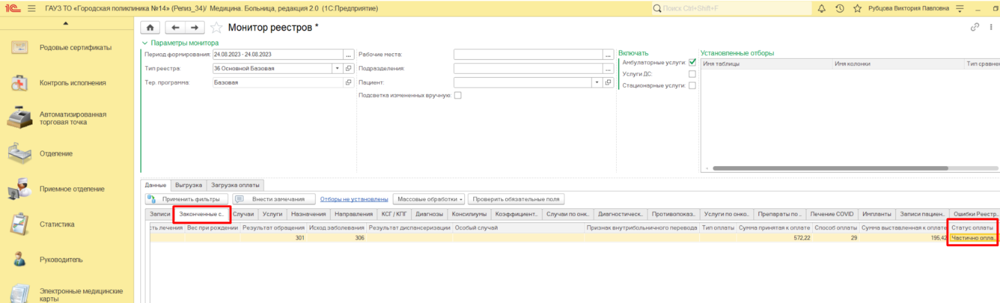 1С ГАУЗ ТО «Городская поликлиника №14» (Релиз_34)/ Медицина. Больница, редакция 2.0 (1С:Предприятие) Поиск Ctrl+Shift+F Рубцова Виктория Павловна
Монитор реестров *
Родовые сертификаты
Контроль исполнения
Автоматизированная
торговая точка
Отделение
Приемное отделение
Статистика
Руководитель
Электронные медицинские
карты
Параметры монитора
Период формирования: 24.08.2023 - 24.08.2023 ... Рабочие места: ... Включать Установленные отборы
Тип реестра: 36 Основной Базовая Подразделения: ... Амбулаторные услуги: Имя таблицы Имя колонки Тип сравнен
Тер. программа: Базовая Пациент: Услуги ДС:
Стационарные услуги:
Подсветка измененных вручную:
Данные Выгрузка Загрузка оплаты
Применить фильтры Внести замечания Отборы не установлены Массовые обработки Проверить обязательные поля
Записи Законченные с.. Случаи Услуги Назначения Направления КСГ / КПГ Диагнозы Консилиумы Коэффициент.. Случаи по онк.. Диагностическ.. Противопоказ.. Услуги по онко.. Препараты по .. Лечение COVID Импланты Записи пациен.. Ошибки Реестр..
сть лечения Вес при рождении Результат обращения Исход заболевания Результат диспансеризации Особый случай Признак внутрибольничного перевода Тип оплаты Сумма принятая к оплате Способ оплаты Сумма выставленная к оплате Статус оплаты
301 306 572,22 29 195,42 Частично опла..